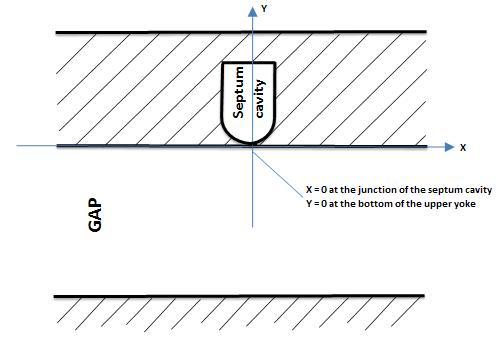 Y
Septum
cavity
X
X = 0 at the junction of the septum cavity
Y = 0 at the bottom of the upper yoke
GAP